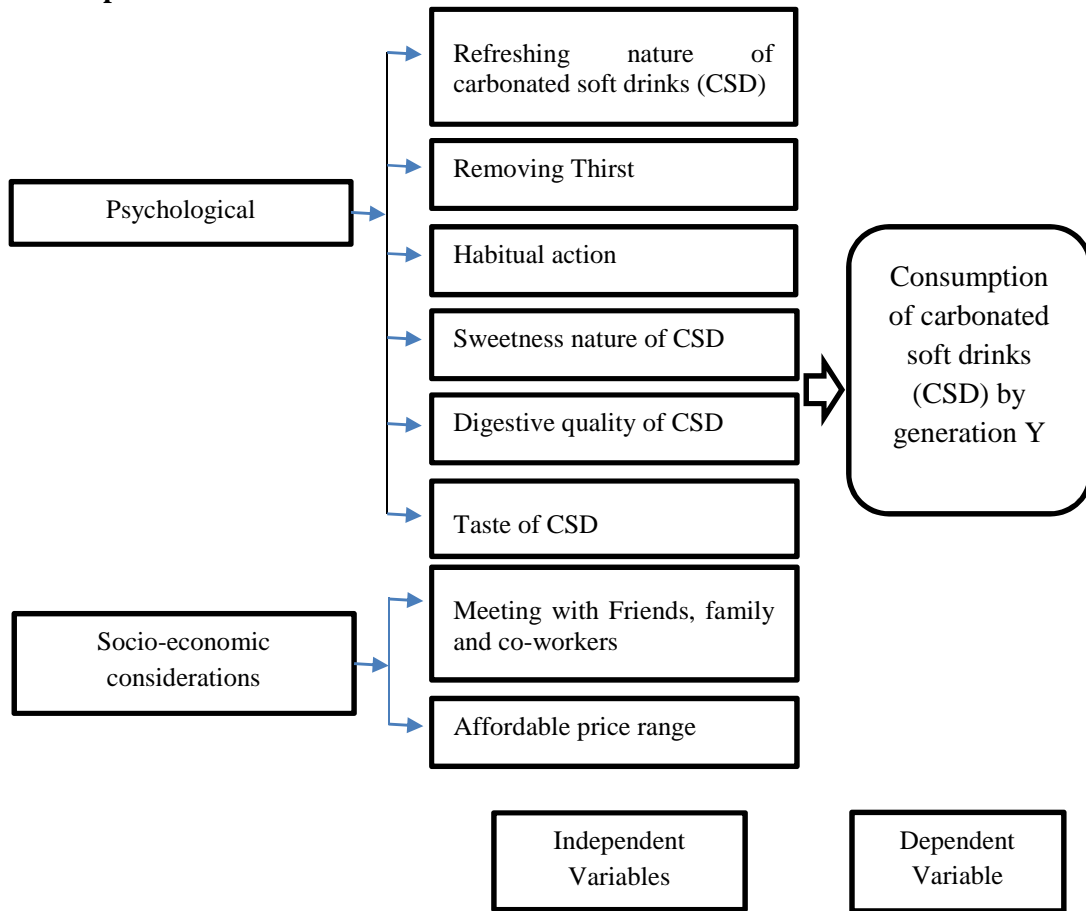 Refreshing nature of
carbonated soft drinks (CSD)
Removing Thirst
Psychological
Habitual action
Sweetness nature of CSD
Digestive quality of CSD
Taste of CSD
Consumption
of carbonated
soft drinks
(CSD) by
generation Y
Meeting with Friends, family
and co-workers
Socio-economic
considerations
Affordable price range
Independent
Variables
Dependent
Variable